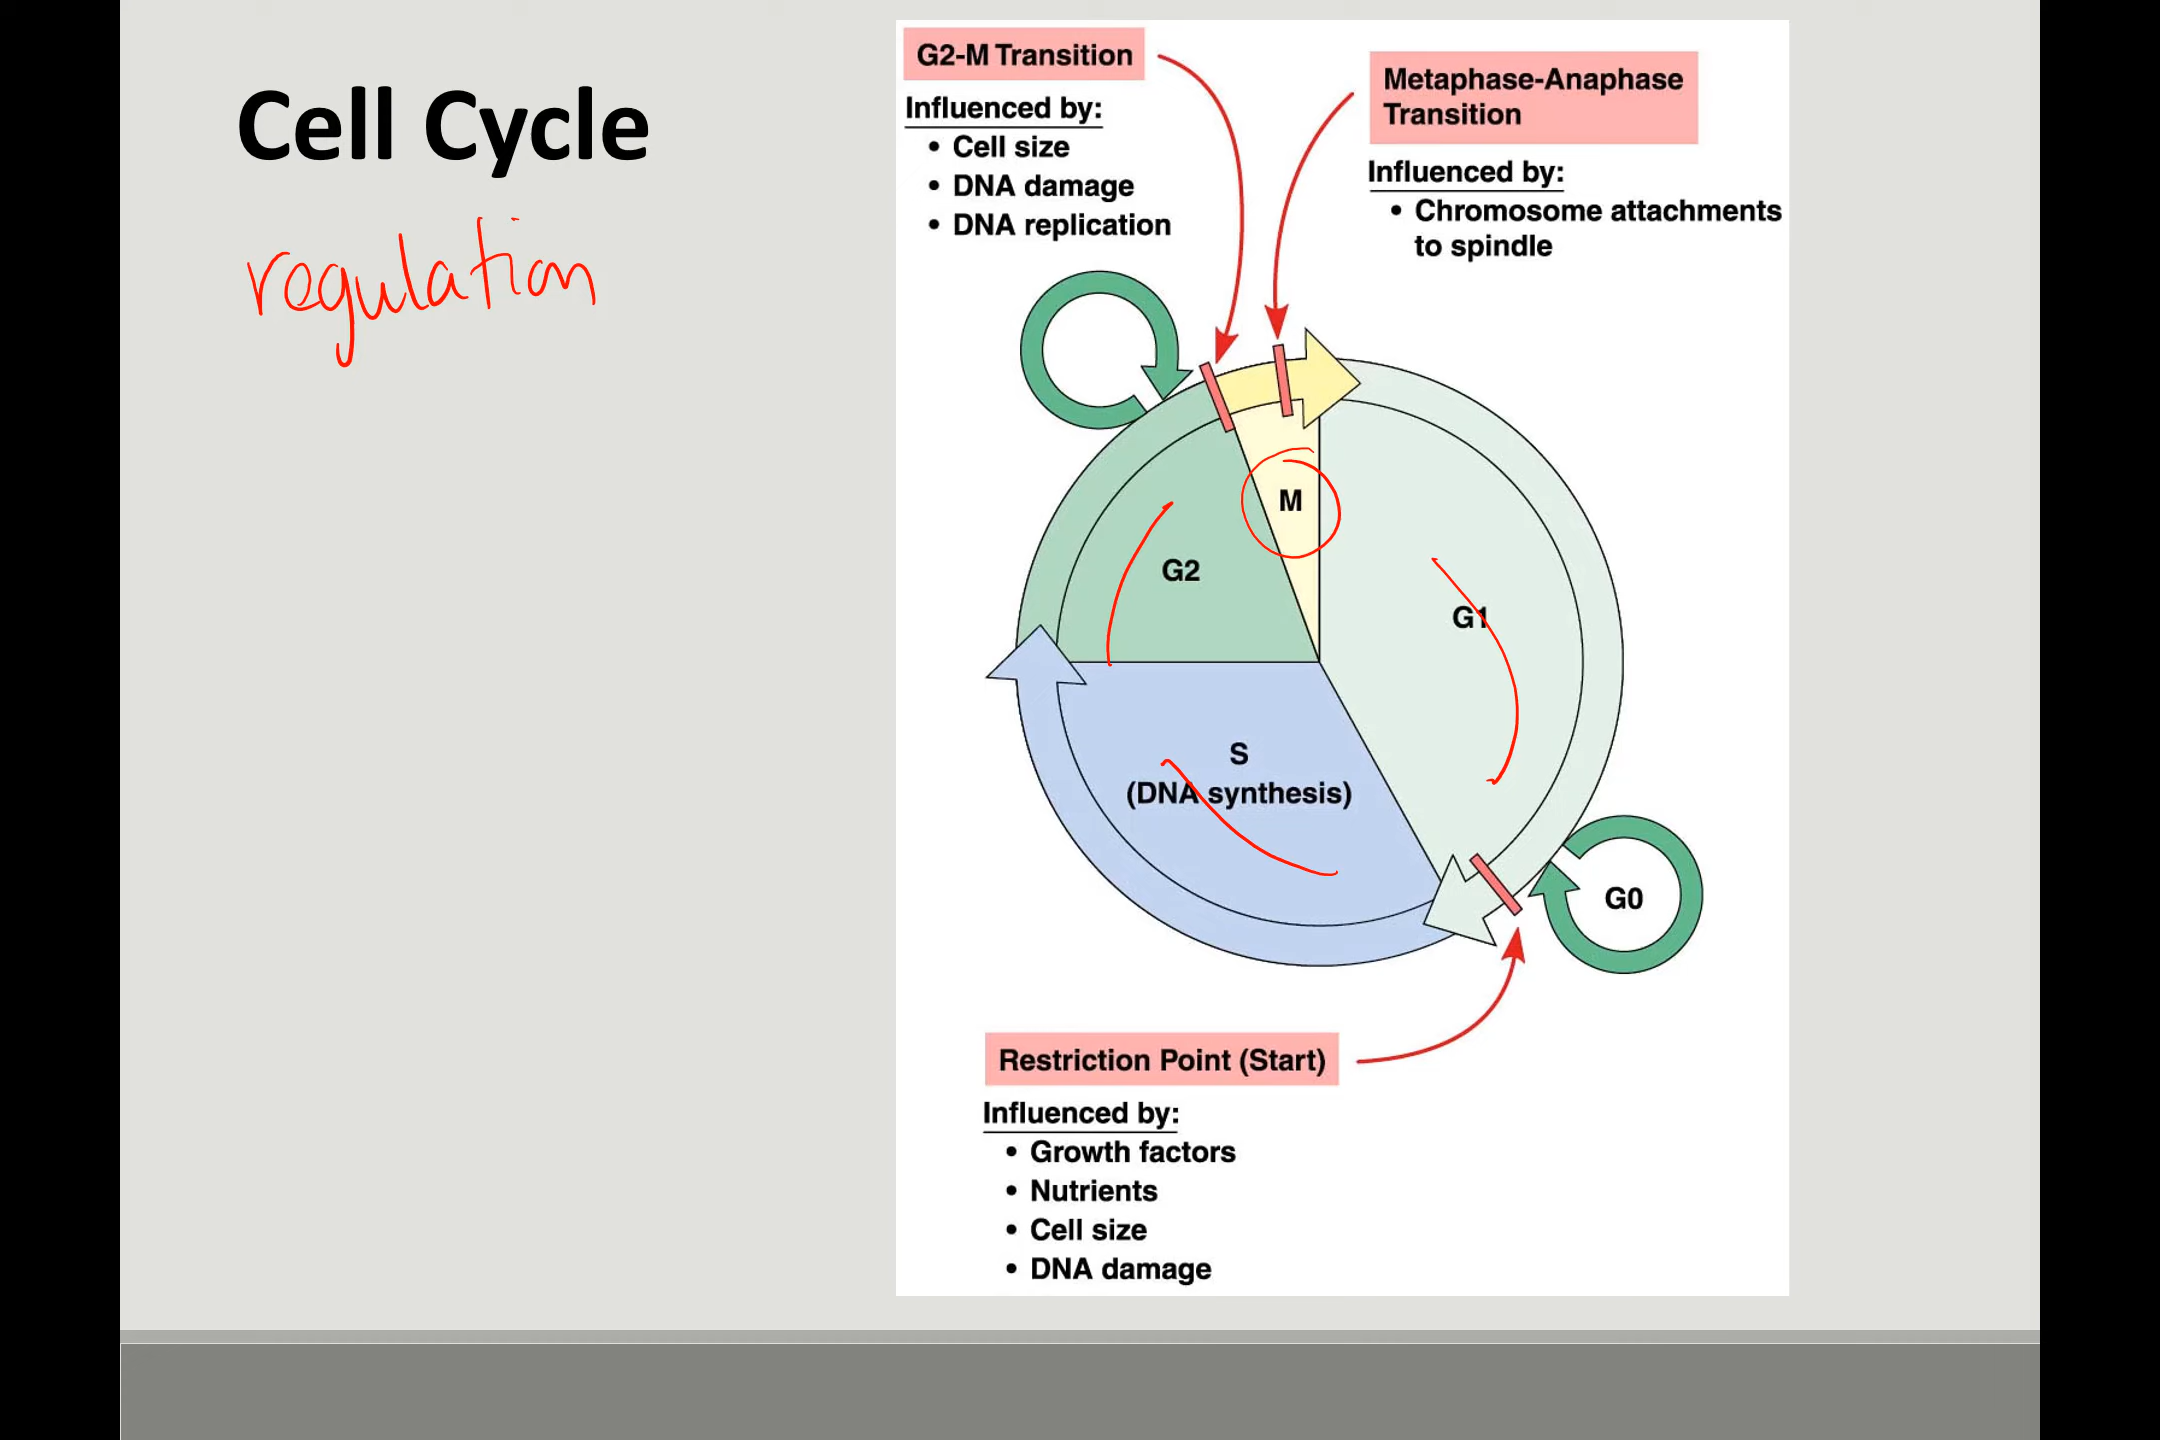 Cell Cycle
regulation
G2-M Transition
Influenced by:
• Cell size
• DNA damage
• DNA replication
Metaphase-Anaphase
Transition
Influenced by:
• Chromosome attachments
to spindle
M
G2
G1
S
(DNA synthesis)
G0
Restriction Point (Start)
Influenced by:
• Growth factors
• Nutrients
• Cell size
• DNA damage